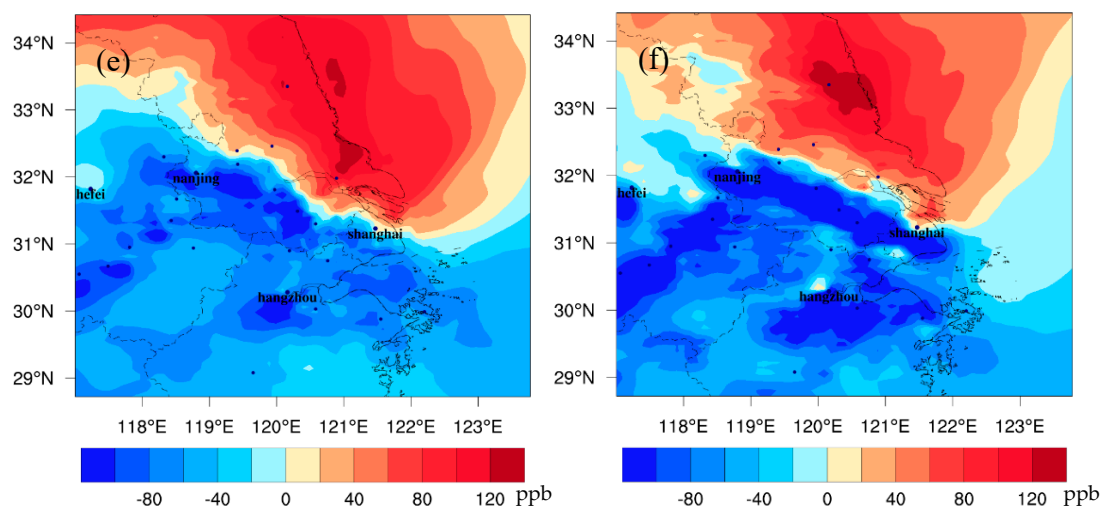 (e)
34°N
33°N
32°N
31°N
30°N
29°N
nanjing
hefei
shanghai
hangzhou
118°E 119°E 120°E 121°E 122°E 123°E
-80 -40 0 40 80 120 ppb
(f)
34°N
33°N
32°N
31°N
30°N
29°N
nanjing
hefei
shanghai
hangzhou
118°E 119°E 120°E 121°E 122°E 123°E
-80 -40 0 40 80 120 ppb